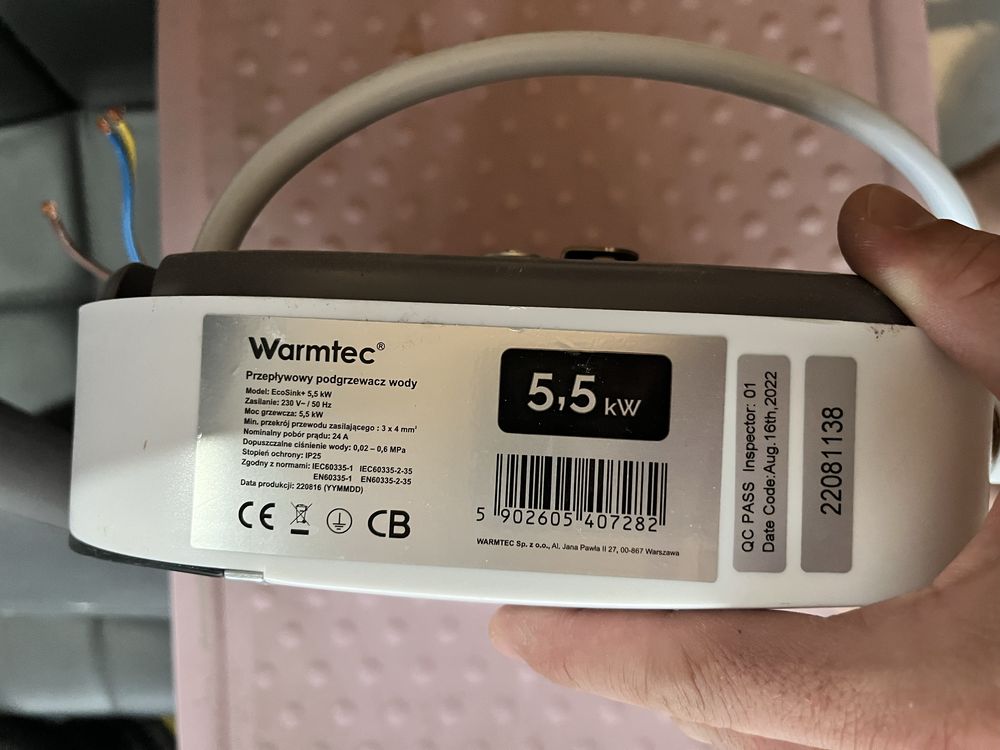 Warmtec®
Przepływowy podgrzewacz wody
Model: EcoSink+ 5,5 kW
Zasilanie: 230 V~ / 50 Hz
Moc grzewcza: 5,5 kW
Min. przekrój przewodu zasilającego : 3 x 4 mm²
Nominalny pobór prądu: 24 A
Dopuszczalne ciśnienie wody: 0,02 – 0,6 MPa
Stopień ochrony: IP25
Zgodny z normami: IEC60335-1 IEC60335-2-35
EN60335-1 EN60335-2-35
Data produkcji: 220816 (YYMMDD)
CE CB
5,5 kW
5 902605 407282
WARMTEC Sp. z o.o., Al. Jana Pawła II 27, 00-867 Warszawa
QC PASS Inspector: 01
Date Code:Aug.16th,2022
22081138